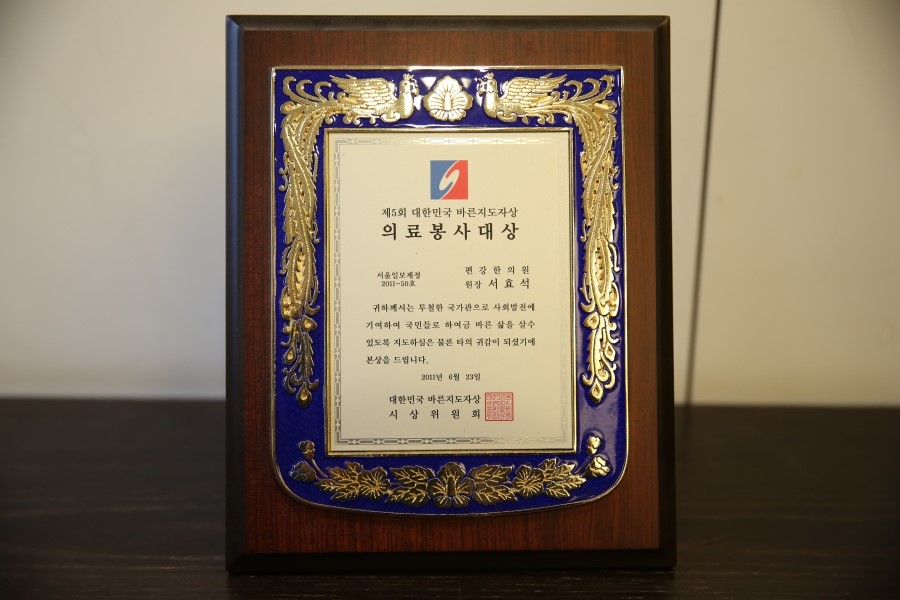 제5회 대한민국 바른지도자상
의료봉사대상
서울일보제정
2011-50호
편강한의원
원장 서효석
귀하께서는 투철한 국가관으로 사회발전에
기여하여 국민들로 하여금 바른 삶을 살수
있도록 지도하심은 물론 타의 귀감이 되셨기에
본상을 드립니다.
2011년 6월 23일
대한민국 바른지도자상
시상위원회